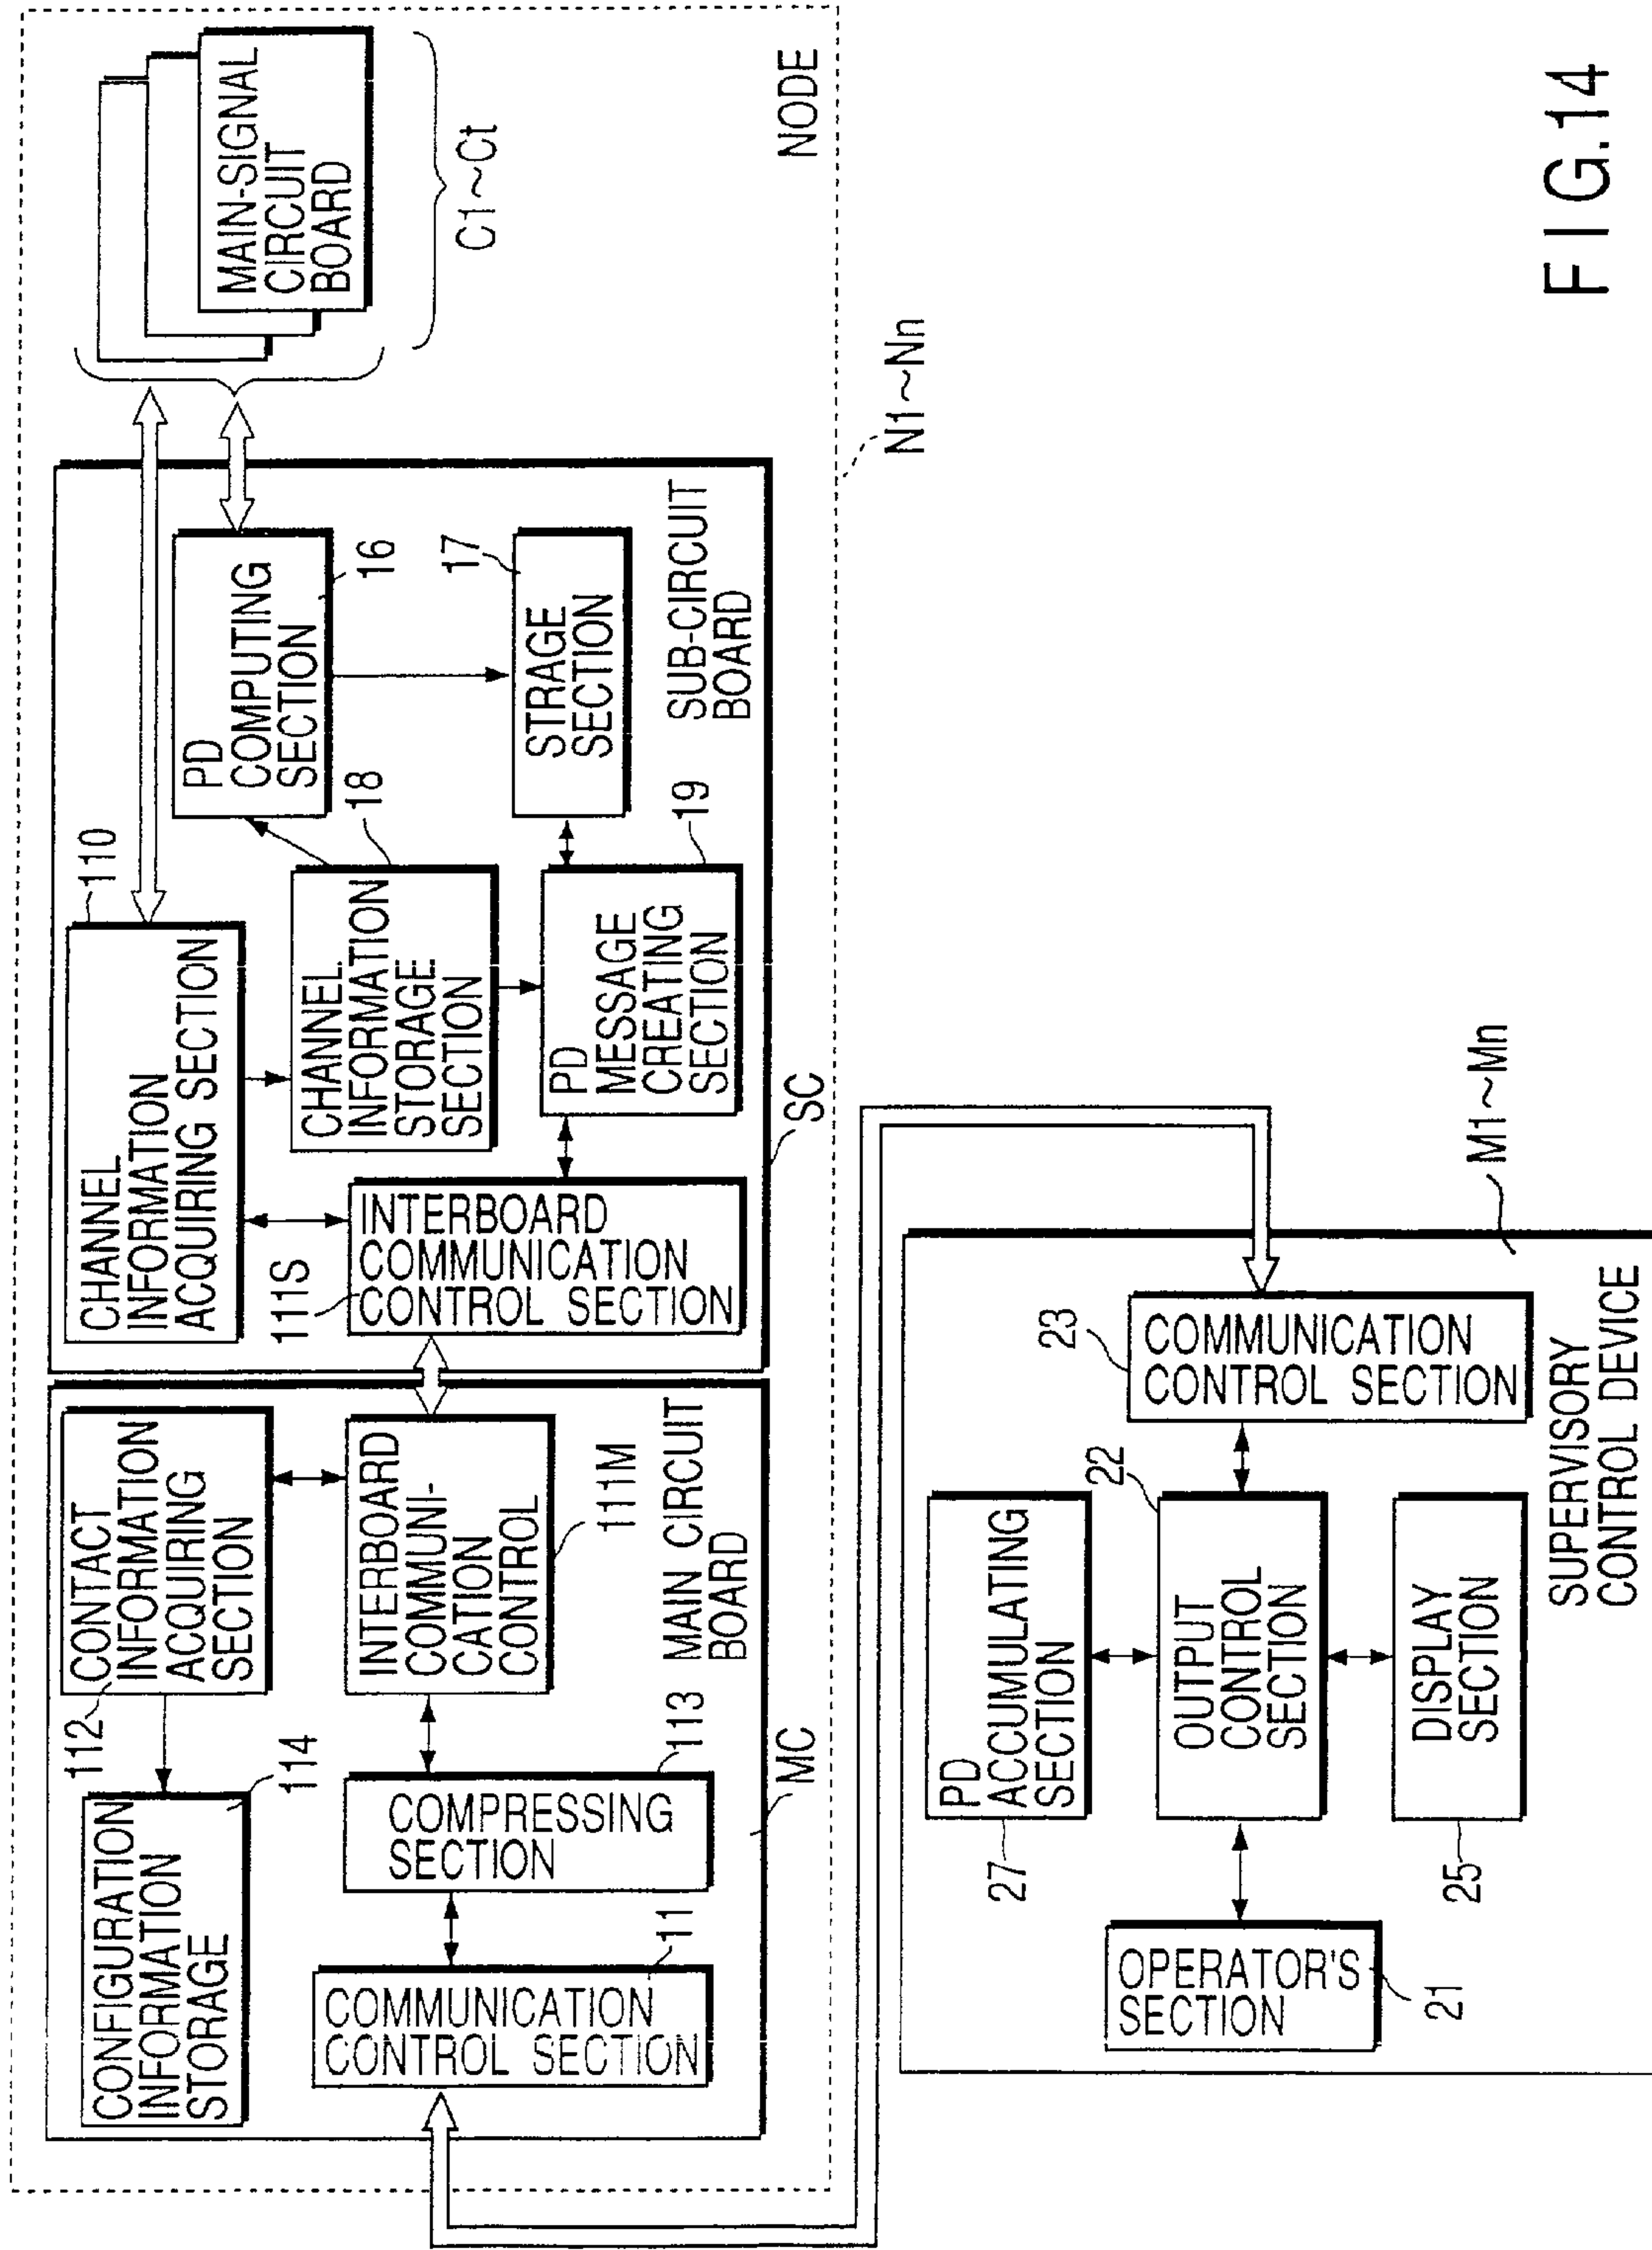 CONFIGURATION
INFORMATION
STORAGE
114
112
CONTACT
INFORMATION
ACQUIRING
SECTION
COMMUNICATION
CONTROL SECTION
11
COMPRESSING
SECTION
113
INTERBOARD
COMMUNI-
CATION
CONTROL
111M
MAIN CIRCUIT
BOARD
MC
CHANNEL
INFORMATION
ACQUIRING SECTION
110
111S
INTERBOARD
COMMUNICATION
CONTROL SECTION
CHANNEL.
INFORMATION
STORAGE.
SECTION
18
PD
COMPUTING
SECTION
16
PD
MESSAGE
CREATING
SECTION
19
STRAGE
SECTION
17
SUB-CIRCUIT
BOARD
SC
MAIN-SIGNAL
CIRCUIT
BOARD
C1~Ct
NODE
N1~Nn
PD
ACCUMULATING
SECTION
27
OPERATOR'S
SECTION
21
OUTPUT
CONTROL
SECTION
22
COMMUNICATION
CONTROL SECTION
23
DISPLAY
SECTION
25
SUPERVISORY
CONTROL DEVICE
M1~Mn
FIG.14